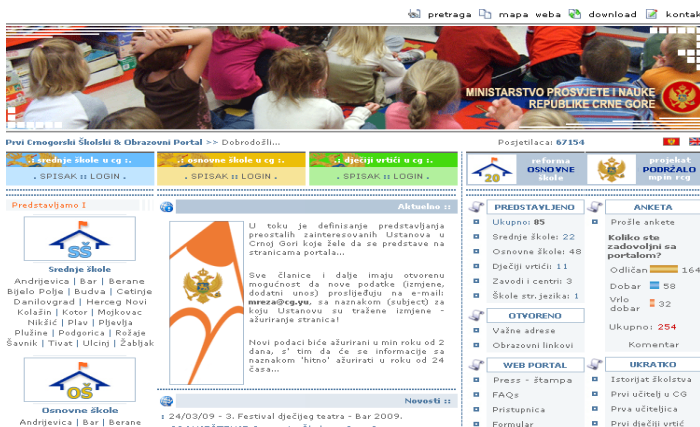 pretraga mapa weba download kontak
MINISTARSTVO PROSVJETE I NAUKE
REPUBLIKE CRNE GORE
Prvi Crnogorski Školski & Obrazovni Portal >> Dobrodošli...
Posjetilaca: 67154
.: srednje škole u cg :.
. SPISAK :: LOGIN .
.: osnovne škole u cg :.
. SPISAK :: LOGIN .
.: dječiji vrtići u cg :.
. SPISAK :: LOGIN .
20
reforma
OSNOVNE
škole
projekat
PODRŽALO
mpin rcg
Predstavljamo I
SŠ
Srednje škole
Andrijevica | Bar | Berane
Bijelo Polje | Budva | Cetinje
Danilovgrad | Herceg Novi
Kolašin | Kotor | Mojkovac
Nikšić | Plav | Pljevlja
Plužine | Podgorica | Rožaje
Šavnik | Tivat | Ulcinj | Žabljak
OŠ
Osnovne škole
Andrijevica | Bar | Berane
Aktuelno ::
U toku je definisanje predstavljanja
preostalih zainteresovanih Ustanova u
Crnoj Gori koje žele da se predstave na
stranicama portala...
Sve članice i dalje imaju otvorenu
mogućnost da nove podatke (izmjene,
dodatni unos) prosljeđuju na e-mail:
mreza@cg.yu, sa naznakom (subject) za
koju Ustanovu su tražene izmjene -
ažuriranje stranica!
Novi podaci biće ažurirani u min roku od 2
dana, s' tim da će se informacije sa
naznakom 'hitno' ažurirati u roku od 24
časa...
Novosti ::
: 24/03/09 - 3. Festival dječijeg teatra - Bar 2009.
PREDSTAVLJENO
Ukupno: 85
Srednje škole: 22
Osnovne škole: 48
Dječiji vrtići: 11
Zavodi i centri: 3
Škole str. jezika: 1
OTVORENO
Važne adrese
Obrazovni linkovi
WEB PORTAL
Press - štampa
FAQs
Pristupnica
Formular
ANKETA
Prošle ankete
Koliko ste
zadovoljni sa
portalom?
Odličan 164
Dobar 58
Vrlo
dobar 32
Ukupno: 254
Komentar
UKRATKO
Istorijat školstva
Prvi učitelj u CG
Prva učiteljica
Prvi dječiji vrtić